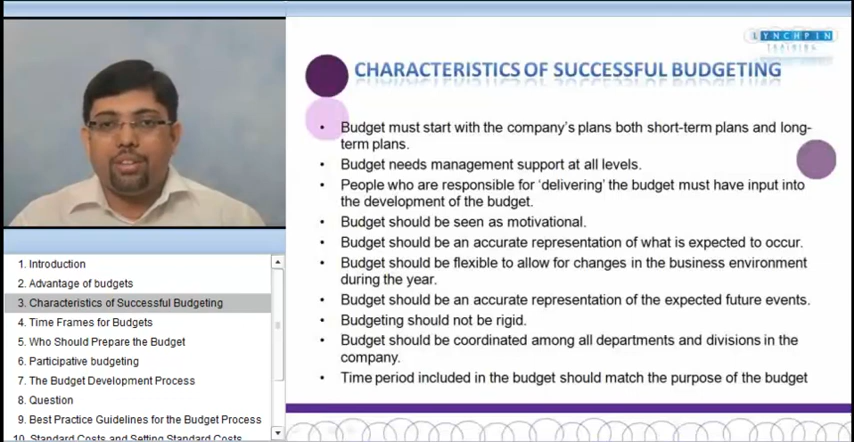 LYNCHPIN
TRAINING
CHARACTERISTICS OF SUCCESSFUL BUDGETING
• Budget must start with the company's plans both short-term plans and long-
term plans.
• Budget needs management support at all levels.
• People who are responsible for 'delivering' the budget must have input into
the development of the budget.
• Budget should be seen as motivational.
• Budget should be an accurate representation of what is expected to occur.
• Budget should be flexible to allow for changes in the business environment
during the year.
• Budget should be an accurate representation of the expected future events.
• Budgeting should not be rigid.
• Budget should be coordinated among all departments and divisions in the
company.
• Time period included in the budget should match the purpose of the budget
1. Introduction
2. Advantage of budgets
3. Characteristics of Successful Budgeting
4. Time Frames for Budgets
5. Who Should Prepare the Budget
6. Participative budgeting
7. The Budget Development Process
8. Question
9. Best Practice Guidelines for the Budget Process
10. Standard Costs and Setting Standard Costs